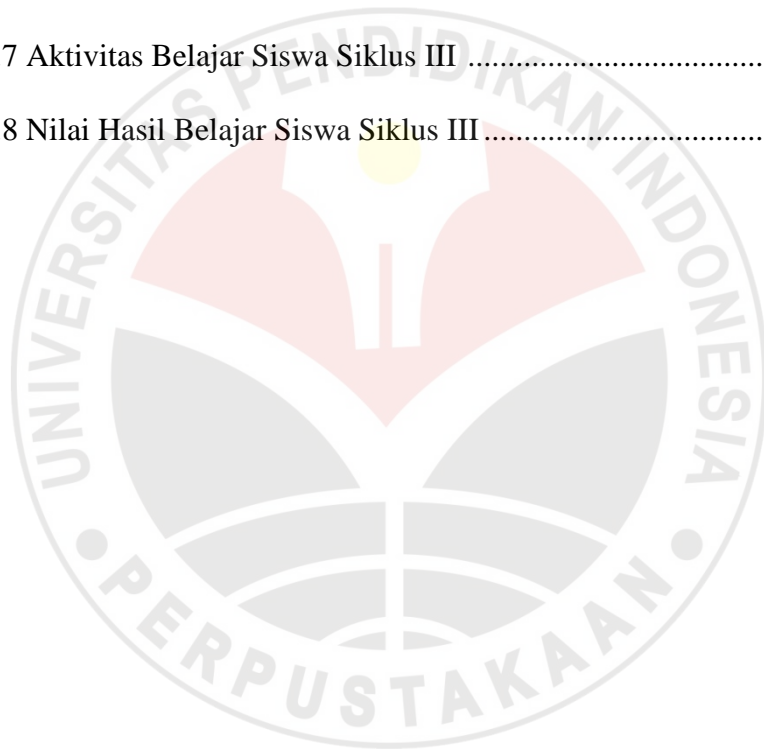 7 Aktivitas Belajar Siswa Siklus III .................................
8 Nilai Hasil Belajar Siswa Siklus III ...............................
UNIVERSITAS PENDIDIKAN INDONESIA
PERPUSTAKAAN